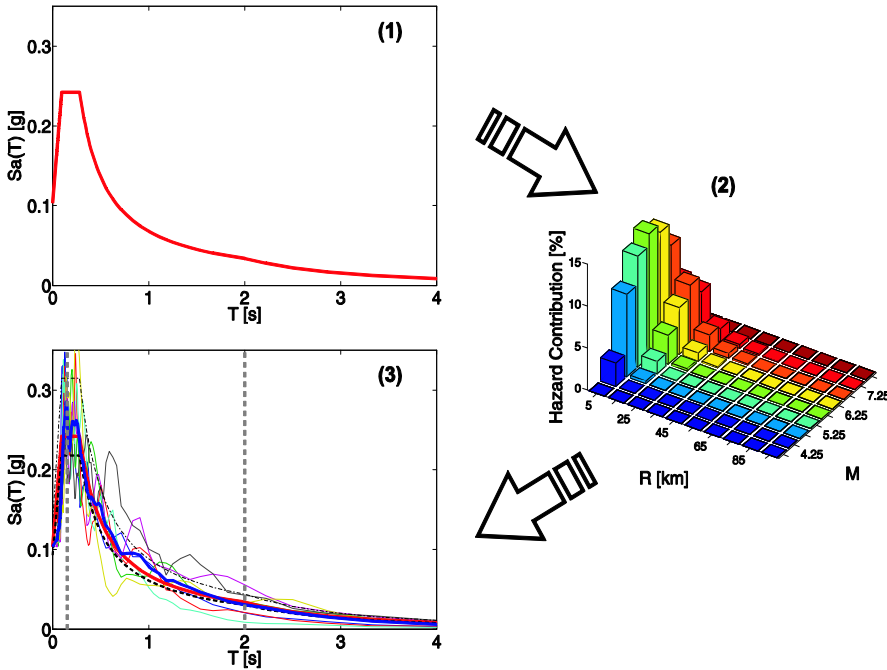 (1)
0.3
0.2
0.1
0
Sa(T) [g]
0 1 2 3 4
T [s]
(2)
Hazard Contribution [%]
15
10
5
0
5 25 45 65 85
R [km]
4.25 5.25 6.25 7.25
M
(3)
0.3
0.2
0.1
0
Sa(T) [g]
0 1 2 3 4
T [s]